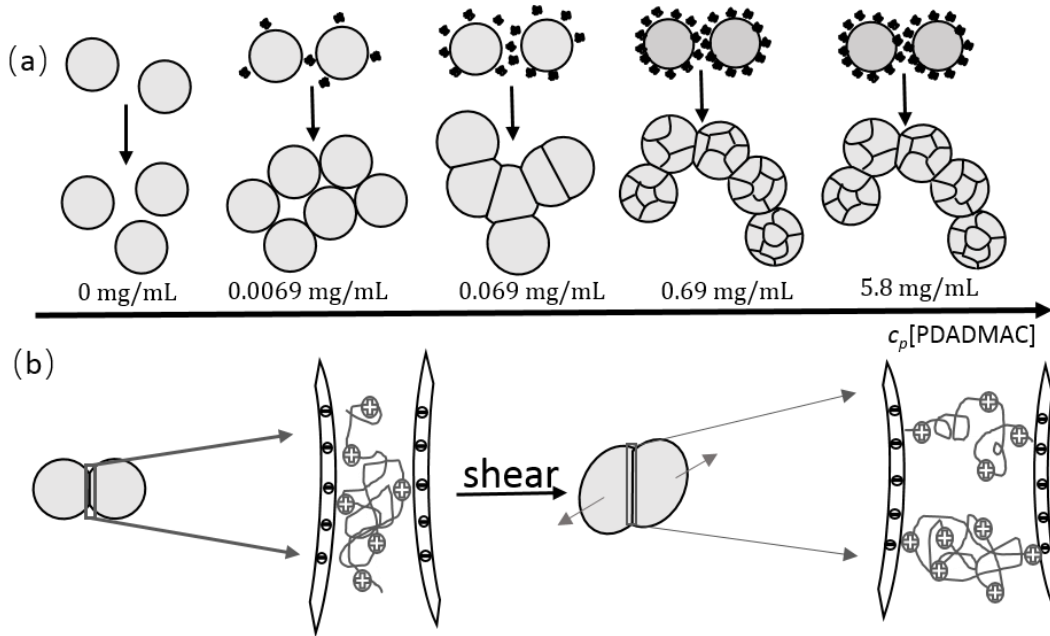 (a)
0 mg/mL
0.0069 mg/mL
0.069 mg/mL
0.69 mg/mL
5.8 mg/mL
cₚ[PDADMAC]
(b)
shear